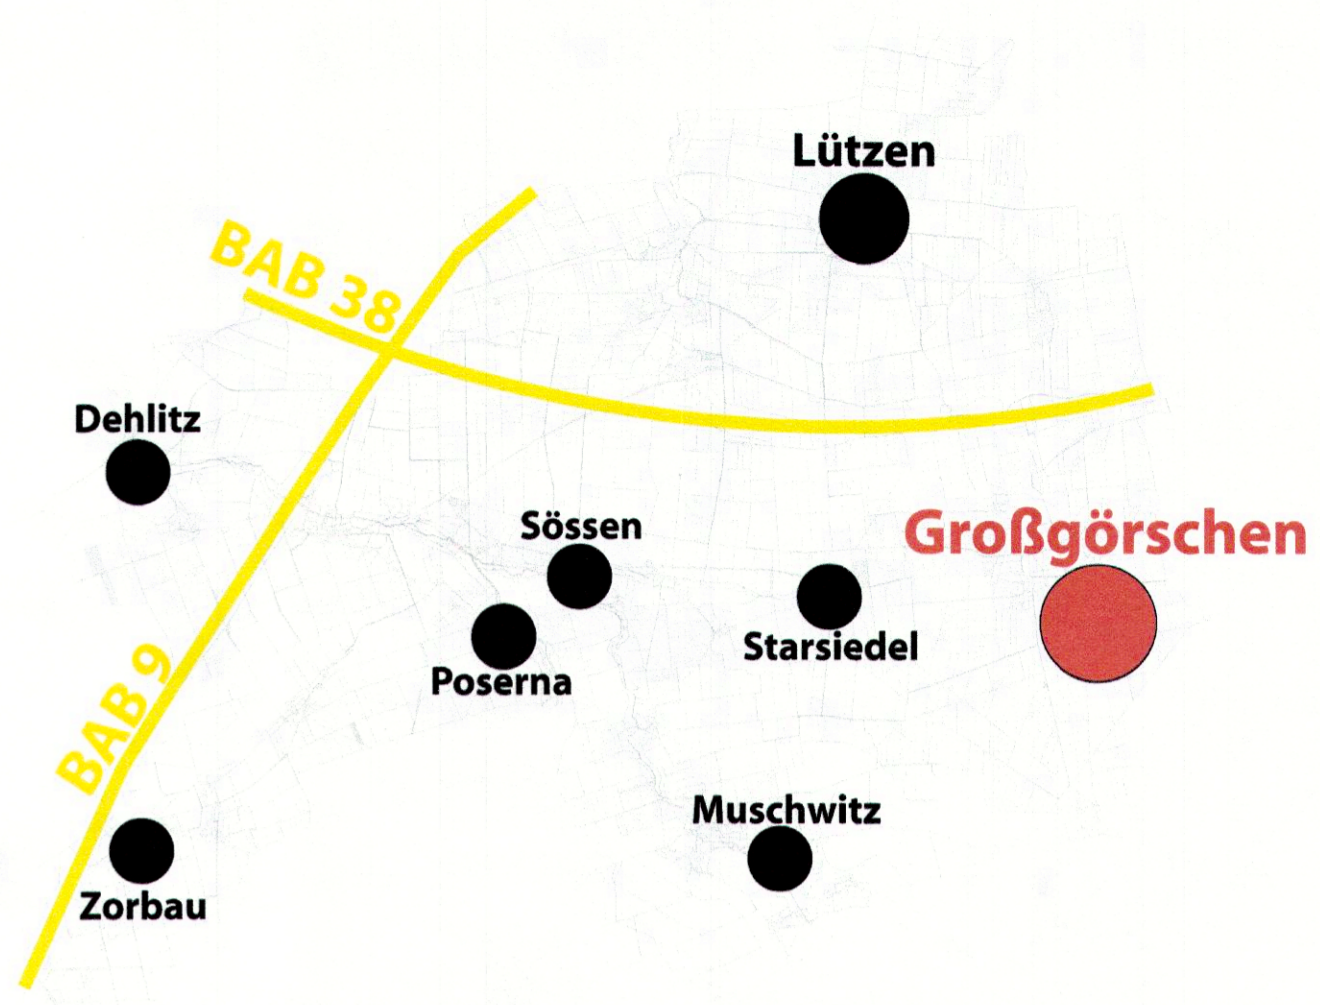 Lützen
BAB 38
Dehlitz
Sössen
Großgörschen
Starsiedel
Poserna
BAB 9
Muschwitz
Zorbau